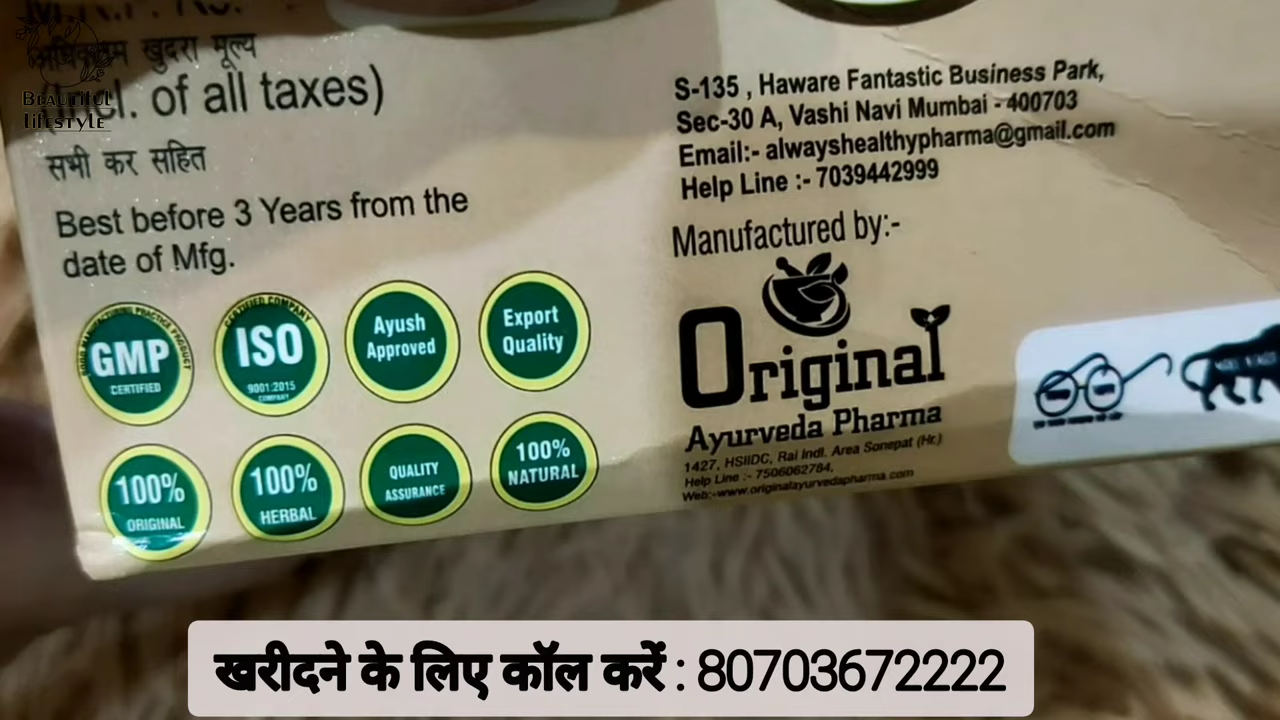 अधिकतम खुदरा मूल्य
(Incl. of all taxes)
सभी कर सहित
Best before 3 Years from the
date of Mfg.
BEAUTIFUL
LIFESTYLE
GMP
CERTIFIED
CERTIFIED COMPANY
ISO
9001:2015
COMPANY
Ayush
Approved
Export
Quality
100%
ORIGINAL
100%
HERBAL
QUALITY
ASSURANCE
100%
NATURAL
S-135 , Haware Fantastic Business Park,
Sec-30 A, Vashi Navi Mumbai - 400703
Email:- alwayshealthypharma@gmail.com
Help Line :- 7039442999
Manufactured by:-
Original
Ayurveda Pharma
1427, HSIIDC, Rai Indl. Area Sonepat (Hr.)
Help Line :- 7506062784,
Web:-www.originalayurvedapharma.com
खरीदने के लिए कॉल करें : 80703672222